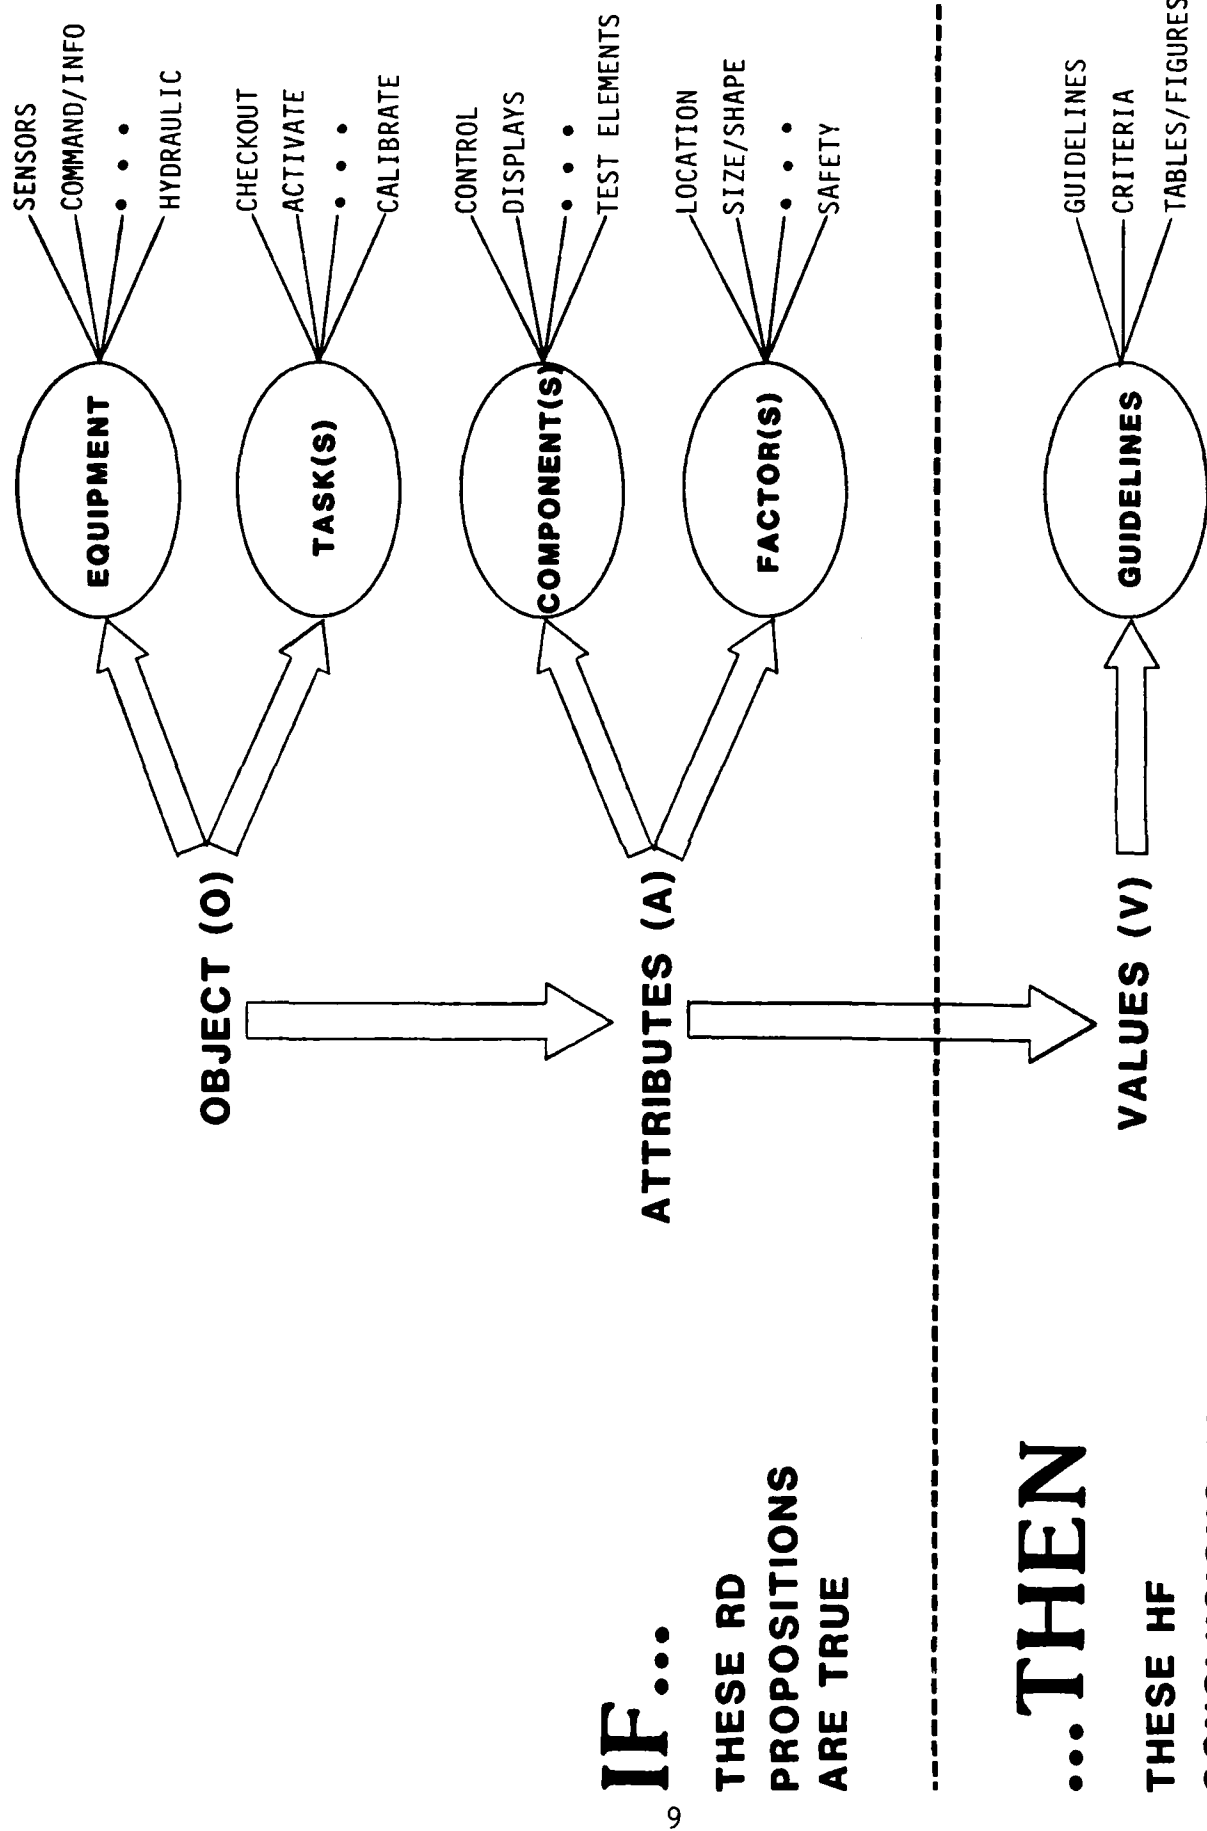 SENSORS
COMMAND/INFO
• • •
HYDRAULIC
EQUIPMENT
CHECKOUT
ACTIVATE
• • •
CALIBRATE
TASK(S)
OBJECT (O)
CONTROL
DISPLAYS
• • •
TEST ELEMENTS
COMPONENT(S)
LOCATION
SIZE/SHAPE
• • •
SAFETY
FACTOR(S)
ATTRIBUTES (A)
IF...
THESE RD
PROPOSITIONS
ARE TRUE
GUIDELINES
CRITERIA
TABLES/FIGURES
GUIDELINES
VALUES (V)
...THEN
THESE HF
9